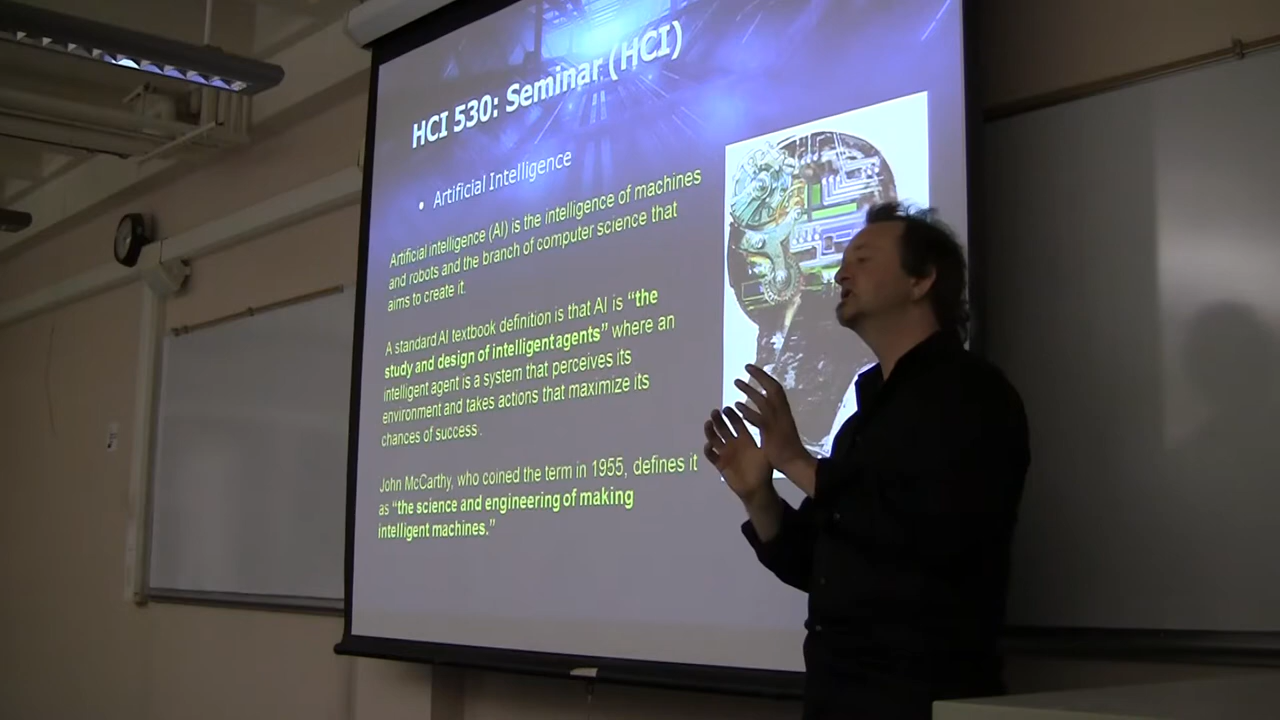 HCI 530: Seminar (HCI)
• Artificial Intelligence
Artificial intelligence (AI) is the intelligence of machines
and robots and the branch of computer science that
aims to create it.
A standard AI textbook definition is that AI is “the
study and design of intelligent agents” where an
intelligent agent is a system that perceives its
environment and takes actions that maximize its
chances of success.
John McCarthy, who coined the term in 1955, defines it
as “the science and engineering of making
intelligent machines.”